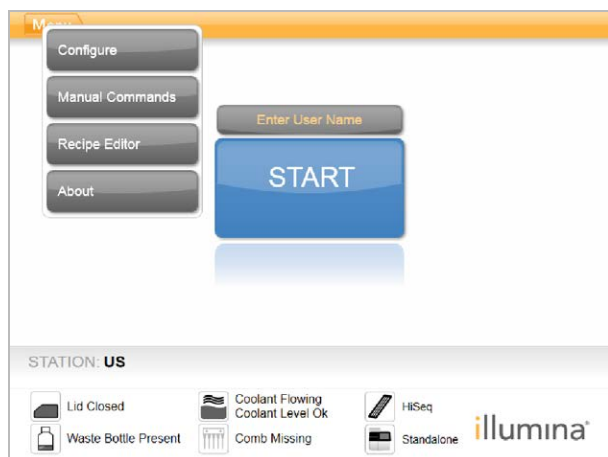 Menu
Configure
Manual Commands
Recipe Editor
About
Enter User Name
START
STATION: US
Lid Closed
Coolant Flowing
Coolant Level Ok
HiSeq
Waste Bottle Present
Comb Missing
Standalone
illumina®